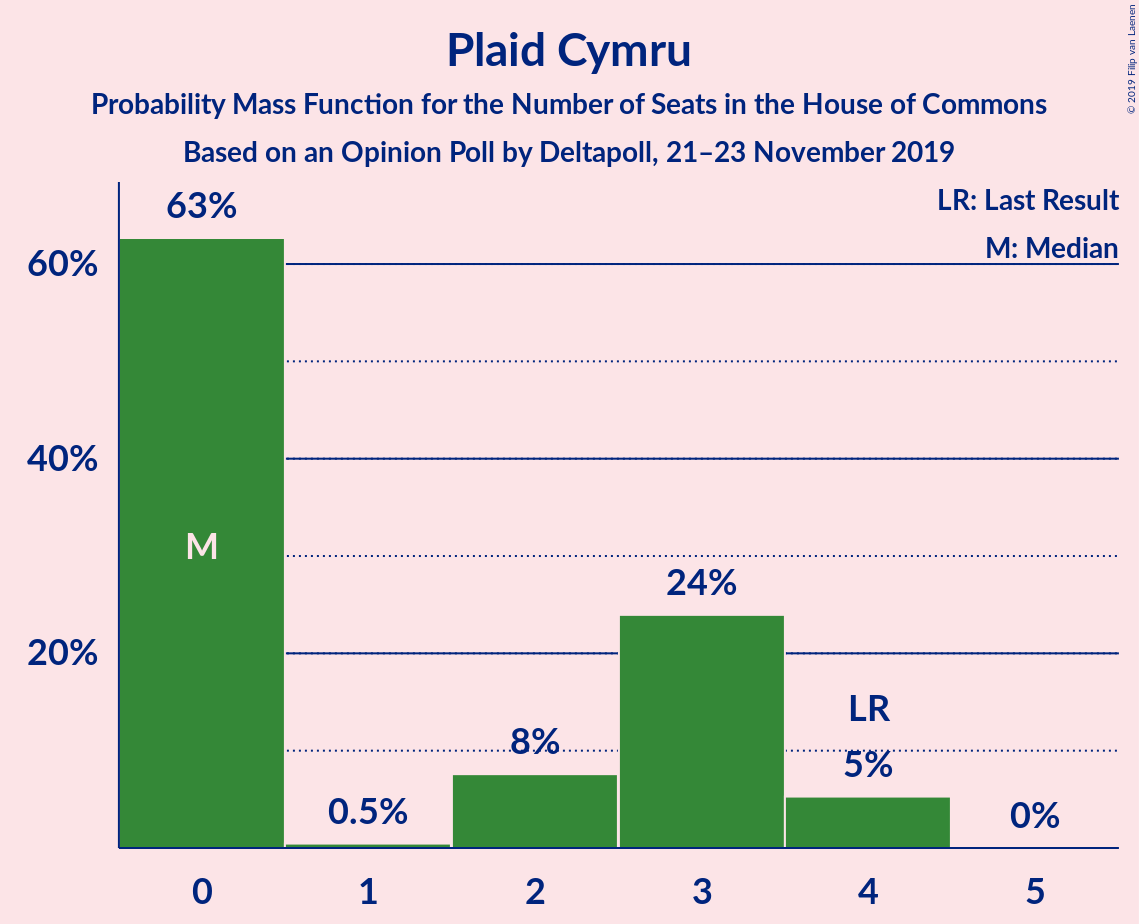 Plaid Cymru
Probability Mass Function for the Number of Seats in the House of Commons
Based on an Opinion Poll by Deltapoll, 21–23 November 2019
© 2019 Filip van Laenen
LR: Last Result
M: Median
63%
60%
40%
20%
M
0.5%
8%
24%
LR
5%
0%
0 1 2 3 4 5